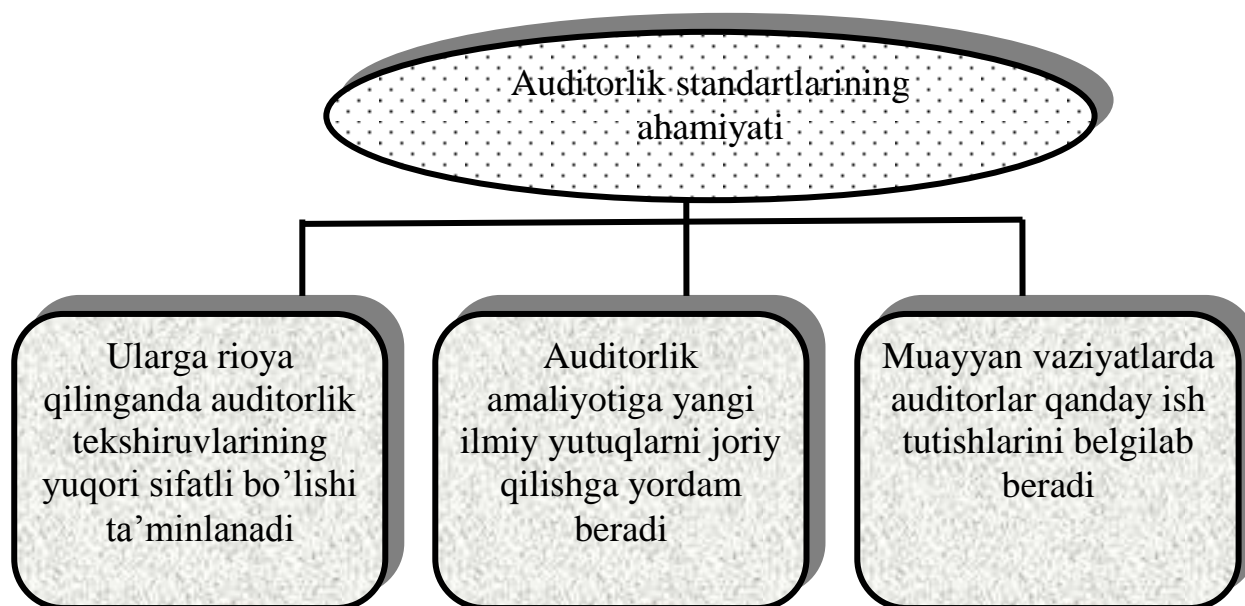 Auditorlik standartlarining
ahamiyati
Ularga rioya
qilinganda auditorlik
tekshiruvlarining
yuqori sifatli bo’lishi
ta’minlanadi
Auditorlik
amaliyotiga yangi
ilmiy yutuqlarni joriy
qilishga yordam
beradi
Muayyan vaziyatlarda
auditorlar qanday ish
tutishlarini belgilab
beradi